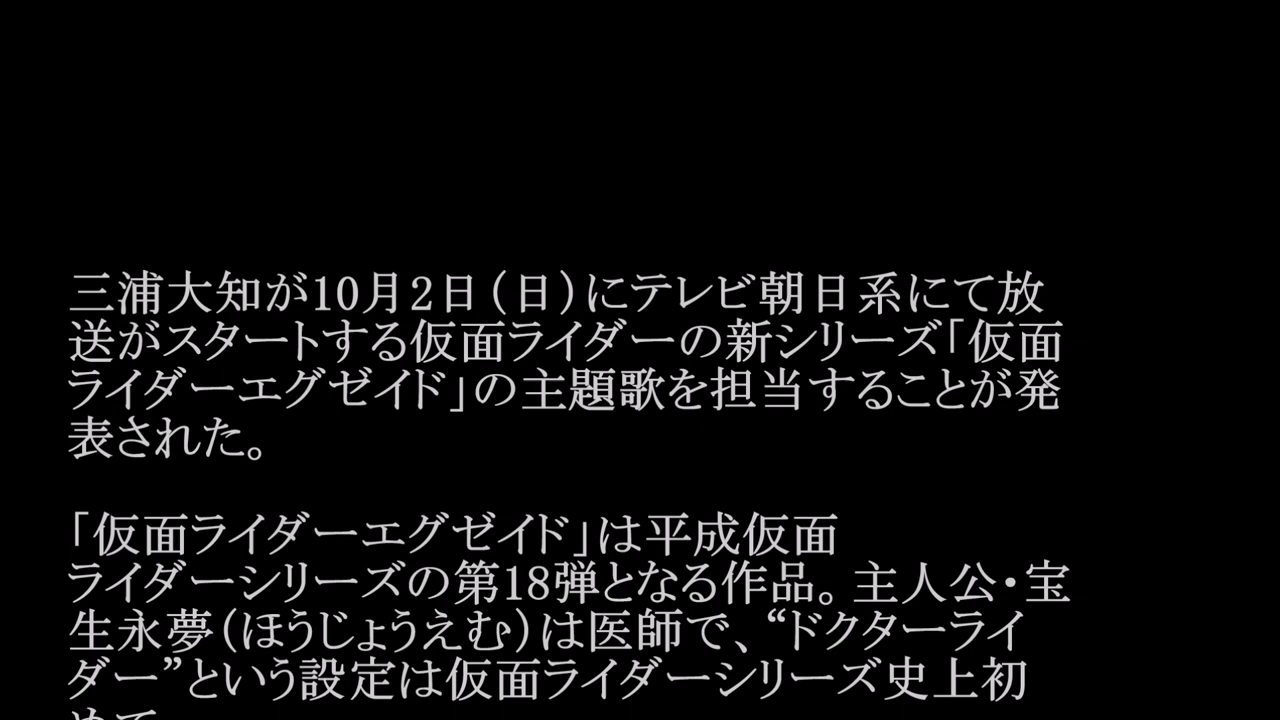 三浦大知が10月2日(日)にテレビ朝日系にて放
送がスタートする仮面ライダーの新シリーズ「仮面
ライダーエグゼイド」の主題歌を担当することが発
表された。
「仮面ライダーエグゼイド」は平成仮面
ライダーシリーズの第18弾となる作品。主人公・宝
生永夢(ほうじょうえむ)は医師で、“ドクターライ
ダー”という設定は仮面ライダーシリーズ史上初
めて